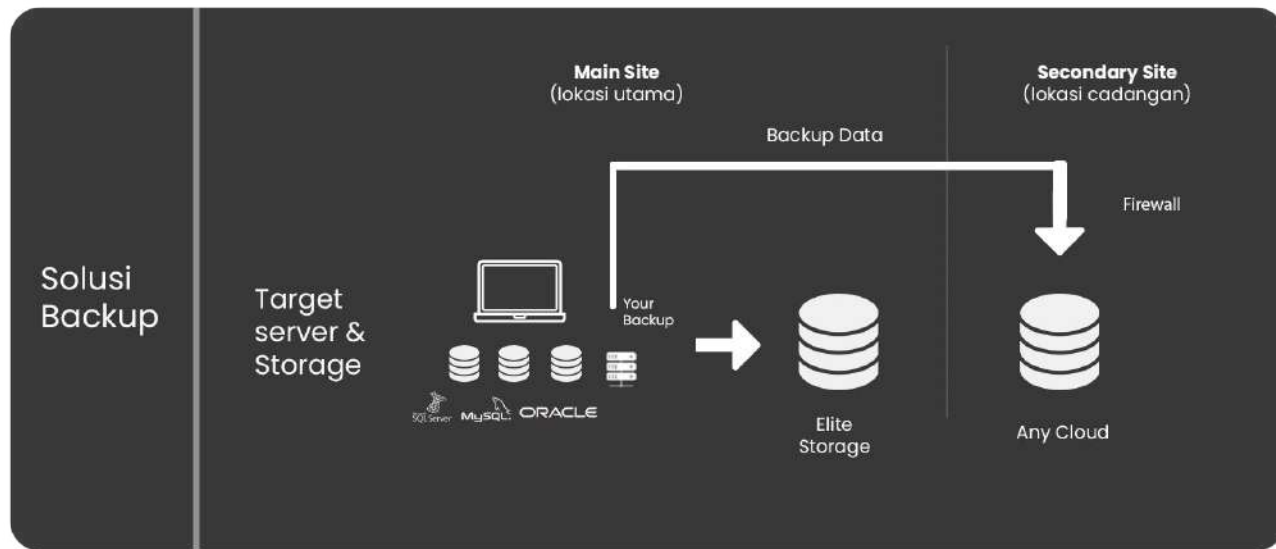 Solusi
Backup
Target
server &
Storage
Main Site
(lokasi utama)
Secondary Site
(lokasi cadangan)
Backup Data
Firewall
Your
Backup
SQL Server
MySQL
ORACLE
Elite
Storage
Any Cloud